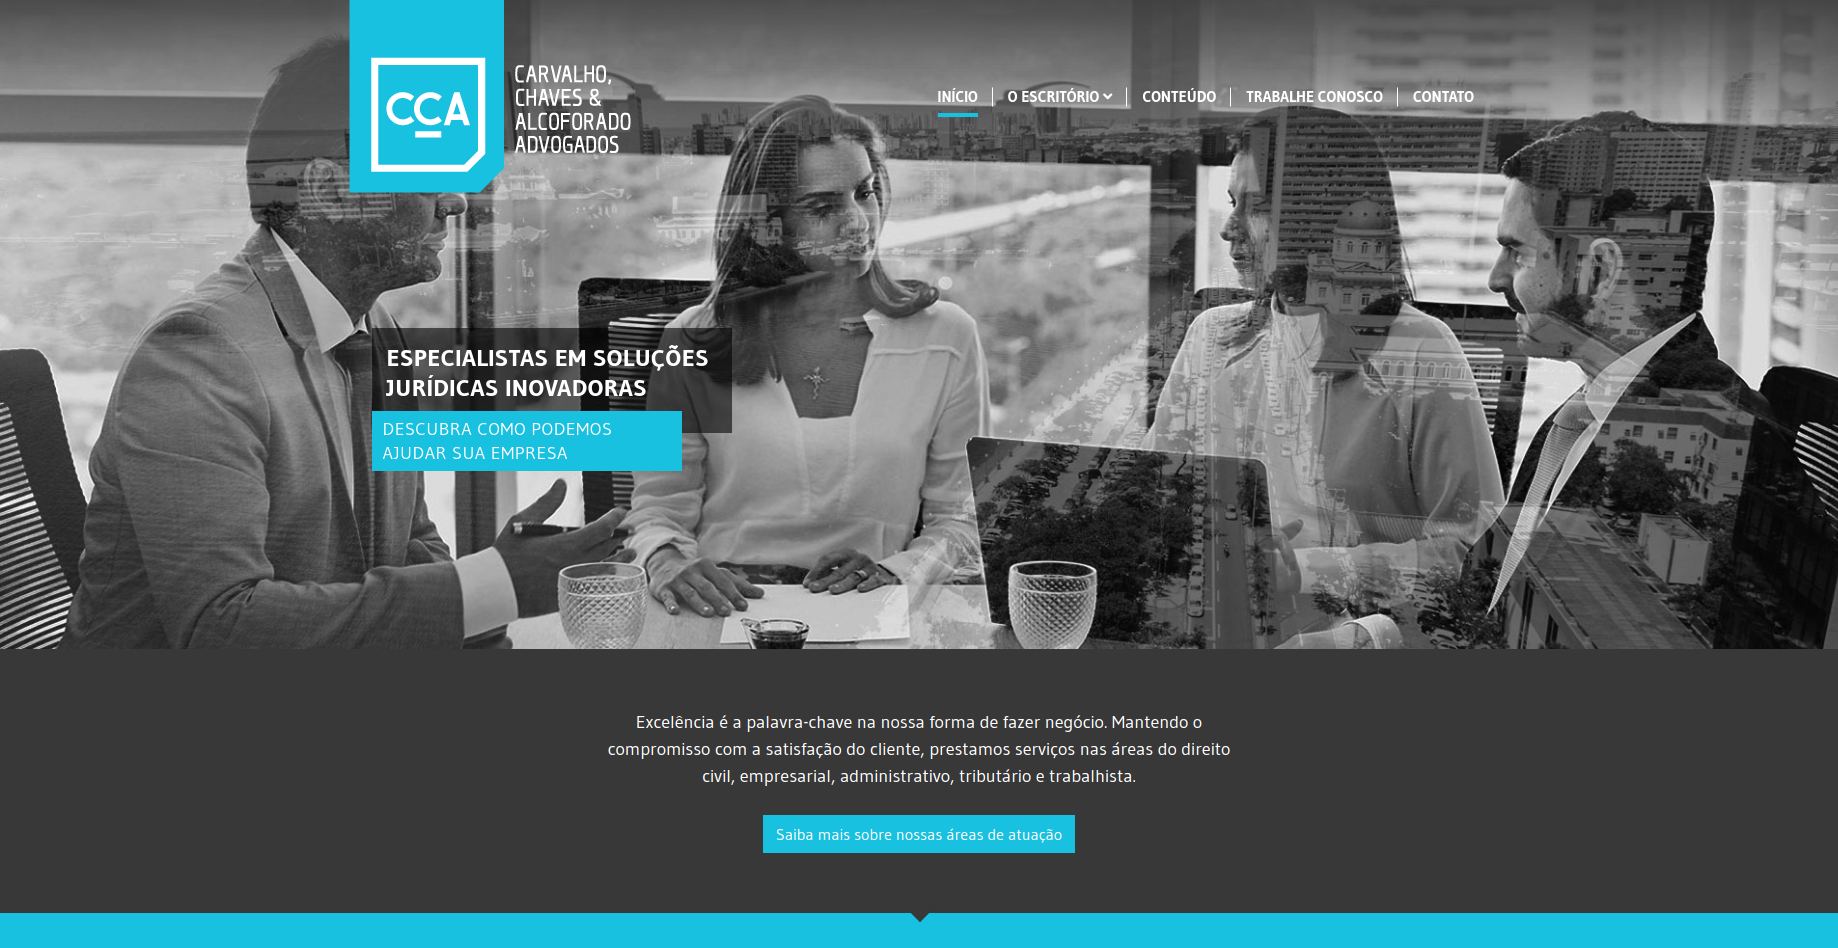 CCA
CARVALHO,
CHAVES &
ALCOFORADO
ADVOGADOS
INÍCIO
O ESCRITÓRIO
CONTEÚDO
TRABALHE CONOSCO
CONTATO
ESPECIALISTAS EM SOLUÇÕES
JURÍDICAS INOVADORAS
DESCUBRA COMO PODEMOS
AJUDAR SUA EMPRESA
Excelência é a palavra-chave na nossa forma de fazer negócio. Mantendo o
compromisso com a satisfação do cliente, prestamos serviços nas áreas do direito
civil, empresarial, administrativo, tributário e trabalhista.
Saiba mais sobre nossas áreas de atuação